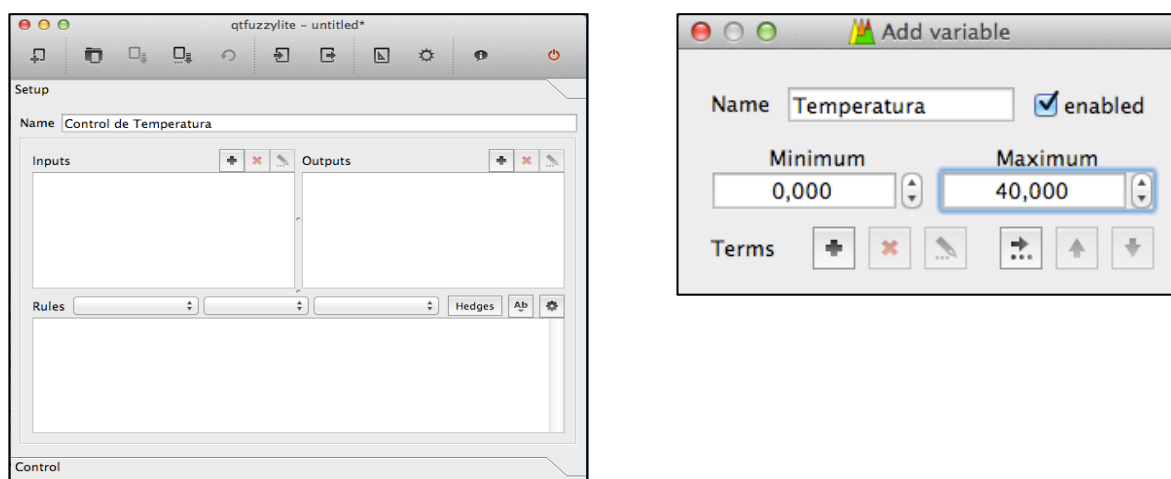 qtfuzzylite - untitled*
Setup
Name Control de Temperatura
Inputs
Outputs
Rules
Hedges
Ab
Control
Add variable
Name Temperatura enabled
Minimum Maximum
0,000 40,000
Terms